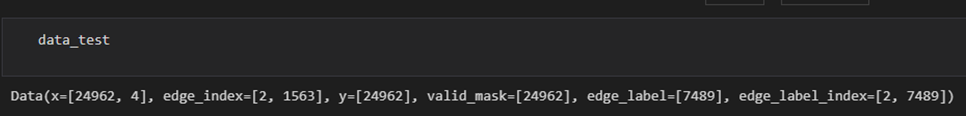 data_test
Data(x=[24962, 4], edge_index=[2, 1563], y=[24962], valid_mask=[24962], edge_label=[7489], edge_label_index=[2, 7489])